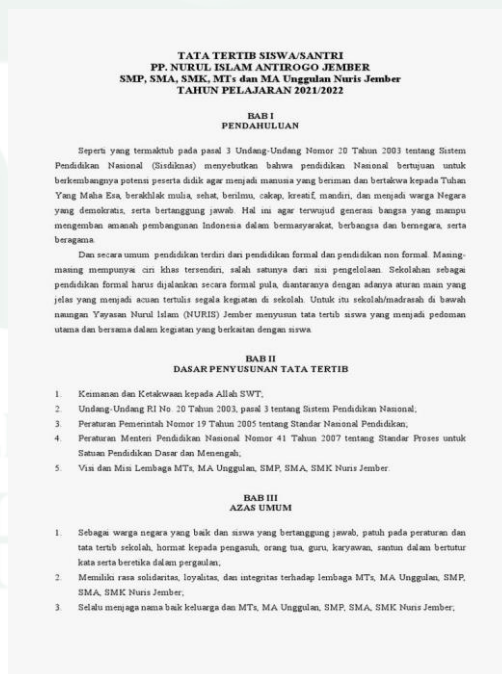 TATA TERTIB SISWA/SANTRI
PP. NURUL ISLAM ANTIROGO JEMBER
SMP, SMA, SMK, MTs dan MA Unggulan Nuris Jember
TAHUN PELAJARAN 2021/2022
BAB I
PENDAHULUAN
Seperti yang termaktub pada pasal 3 Undang-Undang Nomor 20 Tahun 2003 tentang Sistem
Pendidikan Nasional (Sisdiknas) menyebutkan bahwa pendidikan Nasional bertujuan untuk
berkembangnya potensi peserta didik agar menjadi manusia yang beriman dan bertakwa kepada Tuhan
Yang Maha Esa, berakhlak mulia, sehat, berilmu, cakap, kreatif, mandiri, dan menjadi warga Negara
yang demokratis, serta bertanggung jawab. Hal ini agar terwujud generasi bangsa yang mampu
mengemban amanah pembangunan Indonesia dalam bermasyarakat, berbangsa dan bernegara, serta
beragama.
Dan secara umum pendidikan terdiri dari pendidikan formal dan pendidikan non formal. Masing-
masing mempunyai ciri khas tersendiri, salah satunya dari sisi pengelolaan. Sekolahan sebagai
pendidikan formal harus dijalankan secara formal pula, diantaranya dengan adanya aturan main yang
jelas yang menjadi acuan tertulis segala kegiatan di sekolah. Untuk itu sekolah/madrasah di bawah
naungan Yayasan Nurul Islam (NURIS) Jember menyusun tata tertib siswa yang menjadi pedoman
utama dan bersama dalam kegiatan yang berkaitan dengan siswa.
BAB II
DASAR PENYUSUNAN TATA TERTIB
1. Keimanan dan Ketakwaan kepada Allah SWT;
2. Undang-Undang RI No. 20 Tahun 2003, pasal 3 tentang Sistem Pendidikan Nasional;
3. Peraturan Pemerintah Nomor 19 Tahun 2005 tentang Standar Nasional Pendidikan;
4. Peraturan Menteri Pendidikan Nasional Nomor 41 Tahun 2007 tentang Standar Proses untuk
Satuan Pendidikan Dasar dan Menengah;
5. Visi dan Misi Lembaga MTs, MA Unggulan, SMP, SMA, SMK Nuris Jember.
BAB III
AZAS UMUM
1. Sebagai warga negara yang baik dan siswa yang bertanggung jawab, patuh pada peraturan dan
tata tertib sekolah, hormat kepada pengasuh, orang tua, guru, karyawan, santun dalam bertutur
kata serta beretika dalam pergaulan;
2. Memiliki rasa solidaritas, loyalitas, dan integritas terhadap lembaga MTs, MA Unggulan, SMP,
SMA, SMK Nuris Jember;
3. Selalu menjaga nama baik keluarga dan MTs, MA Unggulan, SMP, SMA, SMK Nuris Jember;